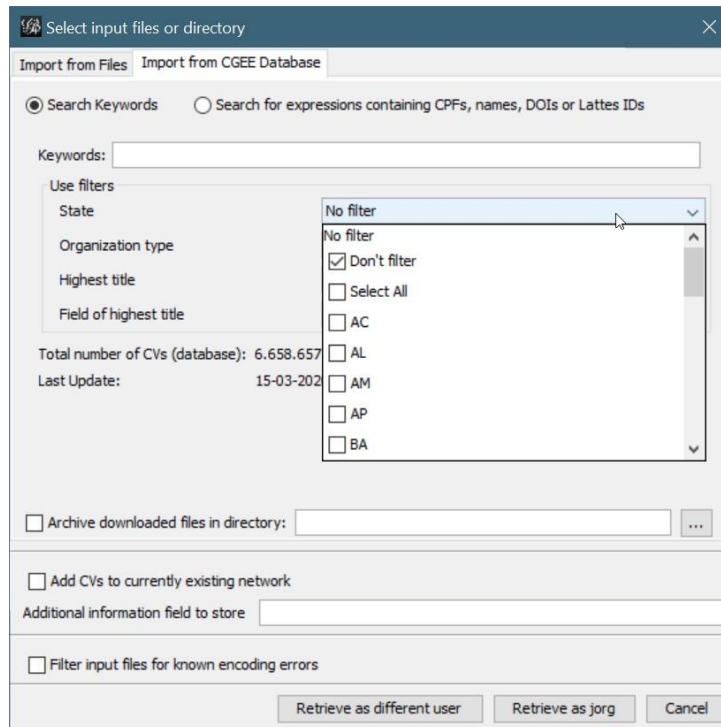 Select input files or directory
Import from Files Import from CGEE Database
Search Keywords Search for expressions containing CPFs, names, DOIs or Lattes IDs
Keywords:
Use filters
State No filter
No filter
Organization type
Don't filter
Highest title
Select All
Field of highest title
AC
Total number of CVs (database): 6.658.657
AL
Last Update: 15-03-202
AM
AP
BA
Archive downloaded files in directory: ...
Add CVs to currently existing network
Additional information field to store
Filter input files for known encoding errors
Retrieve as different user Retrieve as jorg Cancel